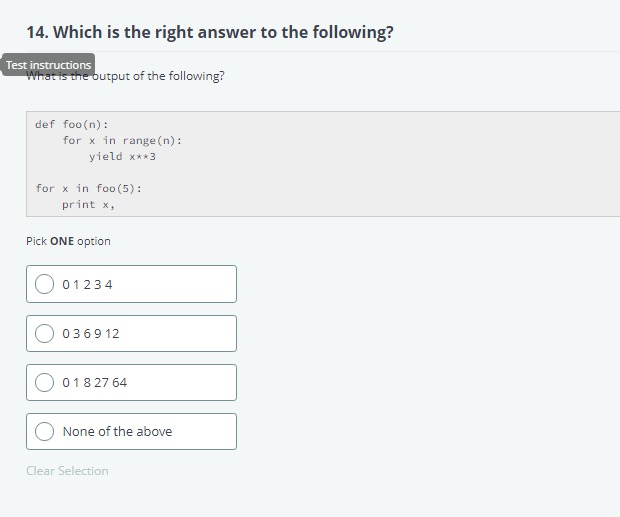 14. Which is the right answer to the following?
Test instructions
What is the output of the following?
def foo(n):
    for x in range(n):
        yield x**3

for x in foo(5):
    print x,
Pick ONE option
0 1 2 3 4
0 3 6 9 12
0 1 8 27 64
None of the above
Clear Selection